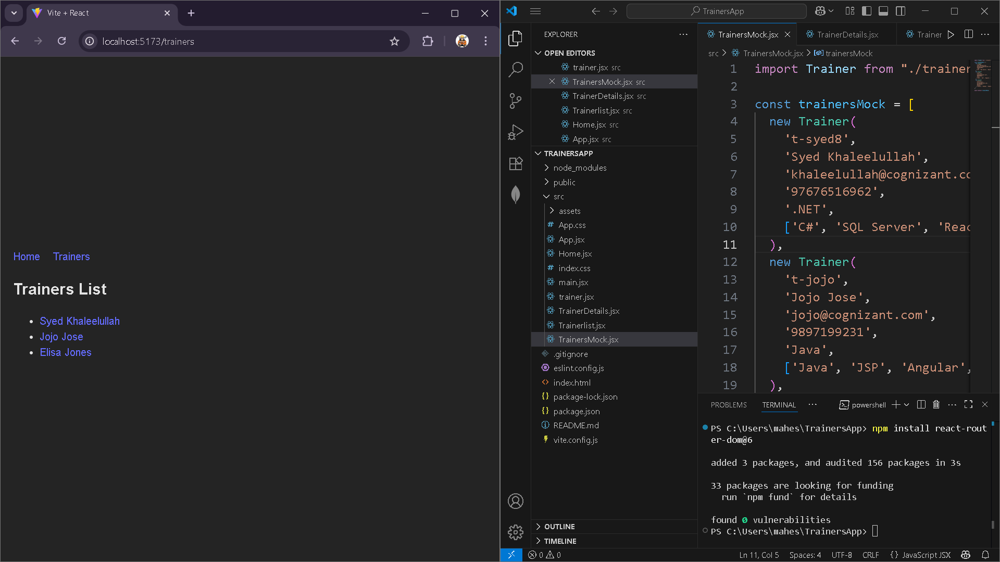 Vite + React
localhost:5173/trainers
Home Trainers
Trainers List
Syed Khaleelullah
Jojo Jose
Elisa Jones
TrainersApp
EXPLORER
OPEN EDITORS
trainer.jsx src
TrainersMock.jsx src
TrainerDetails.jsx src
Trainerlist.jsx src
Home.jsx src
App.jsx src
TRAINERSAPP
node_modules
public
src
assets
App.css
App.jsx
Home.jsx
index.css
main.jsx
trainer.jsx
TrainerDetails.jsx
Trainerlist.jsx
TrainersMock.jsx
.gitignore
eslint.config.js
index.html
package-lock.json
package.json
README.md
vite.config.js
OUTLINE
TIMELINE
TrainersMock.jsx TrainerDetails.jsx Trainer
src > TrainersMock.jsx > trainersMock
1 import Trainer from "./trainer
2
3 const trainersMock = [
4 new Trainer(
5 't-syed8',
6 'Syed Khaleelullah',
7 'khaleelullah@cognizant.co
8 '97676516962',
9 '.NET',
10 ['C#', 'SQL Server', 'Reac
11 ),
12 new Trainer(
13 't-jojo',
14 'Jojo Jose',
15 'jojo@cognizant.com',
16 '9897199231',
17 'Java',
18 ['Java', 'JSP', 'Angular',
19 ),
PROBLEMS TERMINAL powershell
PS C:\Users\mahes\TrainersApp> npm install react-rout
er-dom@6
added 3 packages, and audited 156 packages in 3s
33 packages are looking for funding
run `npm fund` for details
found 0 vulnerabilities
PS C:\Users\mahes\TrainersApp>
0 0 Ln 11, Col 5 Spaces: 4 UTF-8 CRLF {} JavaScript JSX